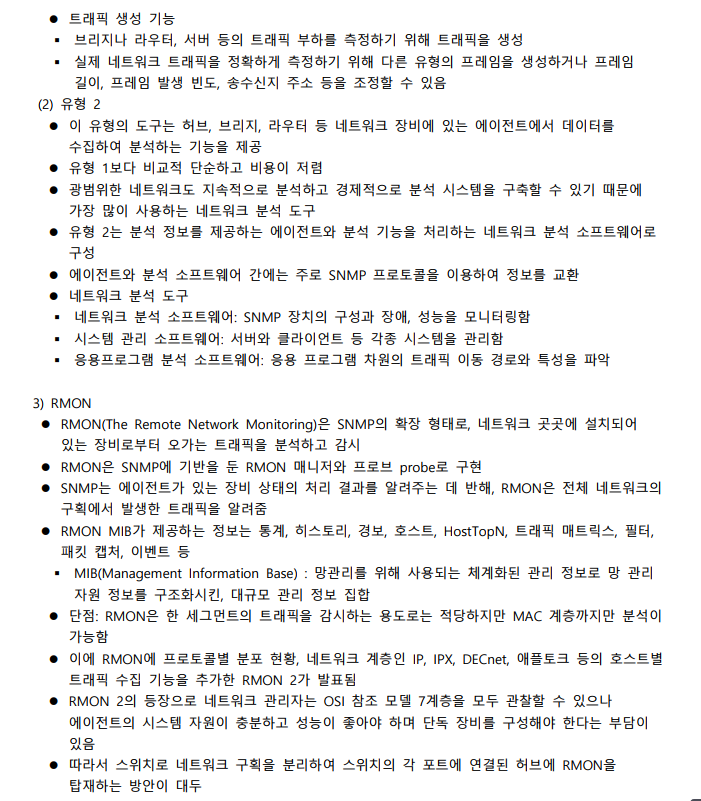 ● 트래픽 생성 기능
▪ 브리지나 라우터, 서버 등의 트래픽 부하를 측정하기 위해 트래픽을 생성
▪ 실제 네트워크 트래픽을 정확하게 측정하기 위해 다른 유형의 프레임을 생성하거나 프레임
길이, 프레임 발생 빈도, 송수신지 주소 등을 조정할 수 있음
(2) 유형 2
● 이 유형의 도구는 허브, 브리지, 라우터 등 네트워크 장비에 있는 에이전트에서 데이터를
수집하여 분석하는 기능을 제공
● 유형 1보다 비교적 단순하고 비용이 저렴
● 광범위한 네트워크도 지속적으로 분석하고 경제적으로 분석 시스템을 구축할 수 있기 때문에
가장 많이 사용하는 네트워크 분석 도구
● 유형 2는 분석 정보를 제공하는 에이전트와 분석 기능을 처리하는 네트워크 분석 소프트웨어로
구성
● 에이전트와 분석 소프트웨어 간에는 주로 SNMP 프로토콜을 이용하여 정보를 교환
● 네트워크 분석 도구
▪ 네트워크 분석 소프트웨어: SNMP 장치의 구성과 장애, 성능을 모니터링함
▪ 시스템 관리 소프트웨어: 서버와 클라이언트 등 각종 시스템을 관리함
▪ 응용프로그램 분석 소프트웨어: 응용 프로그램 차원의 트래픽 이동 경로와 특성을 파악
3) RMON
● RMON(The Remote Network Monitoring)은 SNMP의 확장 형태로, 네트워크 곳곳에 설치되어
있는 장비로부터 오가는 트래픽을 분석하고 감시
● RMON은 SNMP에 기반을 둔 RMON 매니저와 프로브 probe로 구현
● SNMP는 에이전트가 있는 장비 상태의 처리 결과를 알려주는 데 반해, RMON은 전체 네트워크의
구획에서 발생한 트래픽을 알려줌
● RMON MIB가 제공하는 정보는 통계, 히스토리, 경보, 호스트, HostTopN, 트래픽 매트릭스, 필터,
패킷 캡처, 이벤트 등
▪ MIB(Management Information Base) : 망관리를 위해 사용되는 체계화된 관리 정보로 망 관리
자원 정보를 구조화시킨, 대규모 관리 정보 집합
● 단점: RMON은 한 세그먼트의 트래픽을 감시하는 용도로는 적당하지만 MAC 계층까지만 분석이
가능함
● 이에 RMON에 프로토콜별 분포 현황, 네트워크 계층인 IP, IPX, DECnet, 애플토크 등의 호스트별
트래픽 수집 기능을 추가한 RMON 2가 발표됨
● RMON 2의 등장으로 네트워크 관리자는 OSI 참조 모델 7계층을 모두 관찰할 수 있으나
에이전트의 시스템 자원이 충분하고 성능이 좋아야 하며 단독 장비를 구성해야 한다는 부담이
있음
● 따라서 스위치로 네트워크 구획을 분리하여 스위치의 각 포트에 연결된 허브에 RMON을
탑재하는 방안이 대두